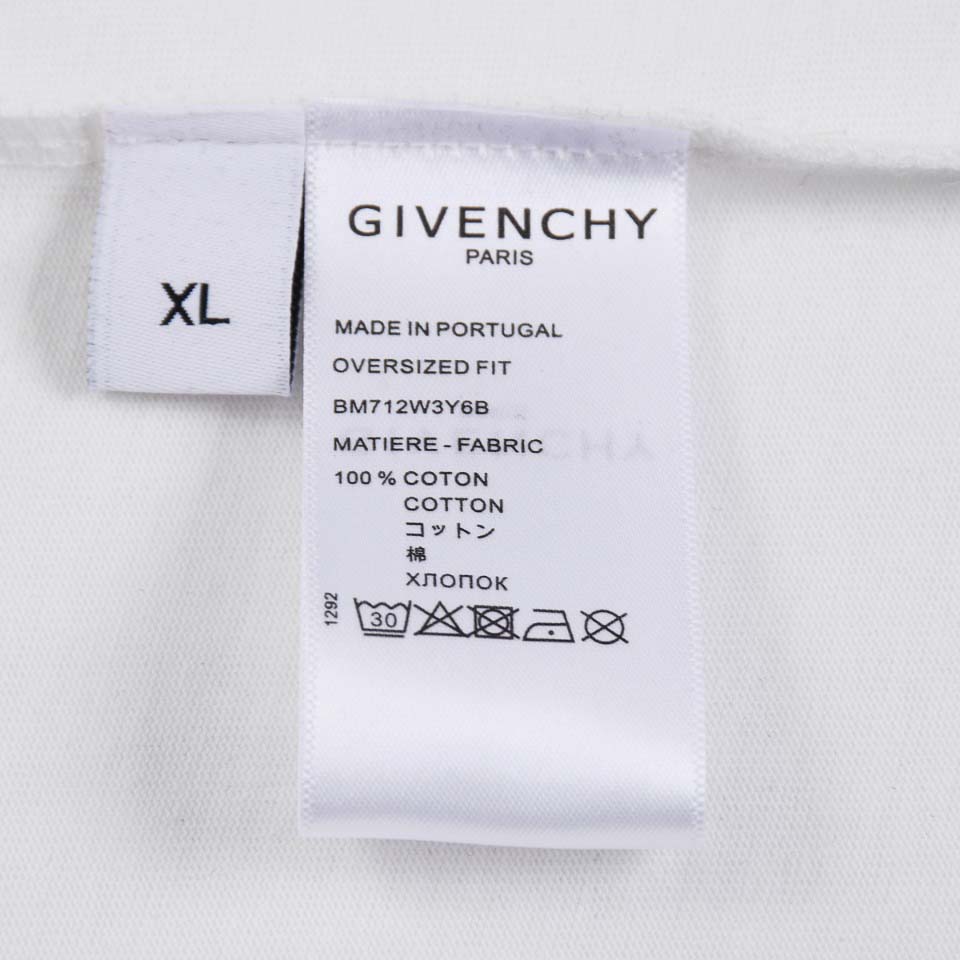 XL
GIVENCHY
PARIS
MADE IN PORTUGAL
OVERSIZED FIT
BM712W3Y6B
MATIERE - FABRIC
100 % COTON
COTTON
コットン
棉
ХЛОПОК
1292
30